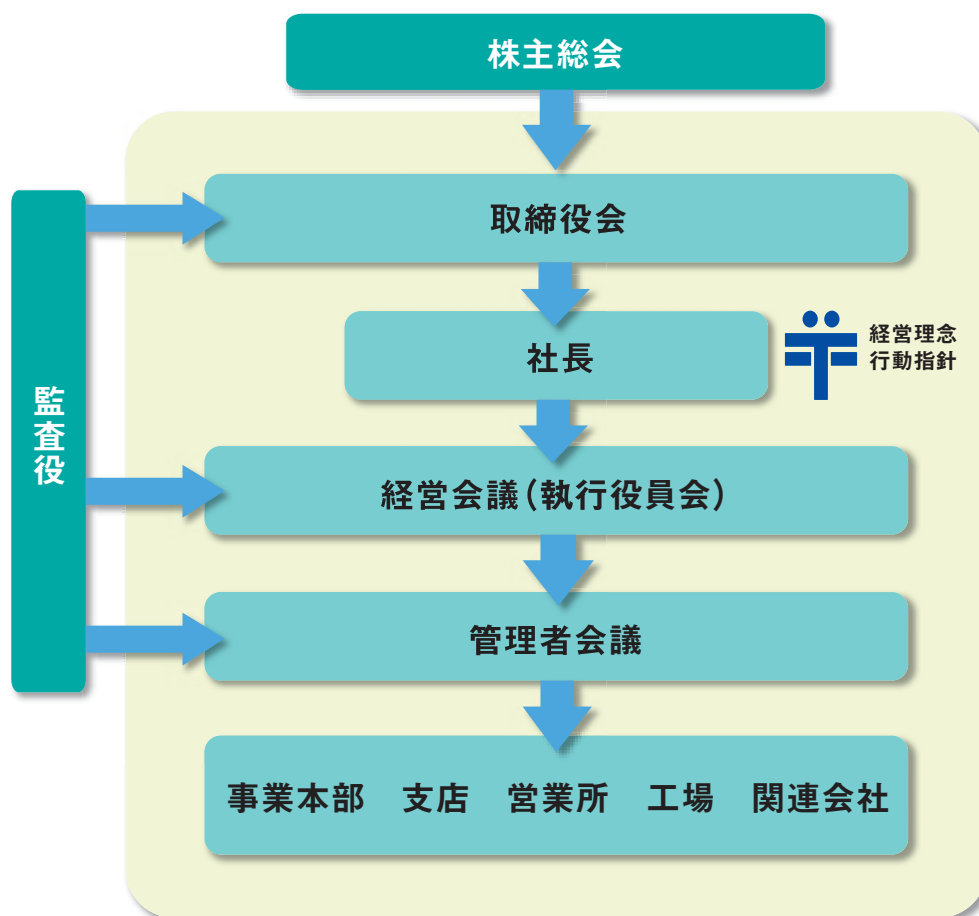 株主総会
取締役会
社長
経営理念
行動指針
監査役
経営会議(執行役員会)
管理者会議
事業本部 支店 営業所 工場 関連会社